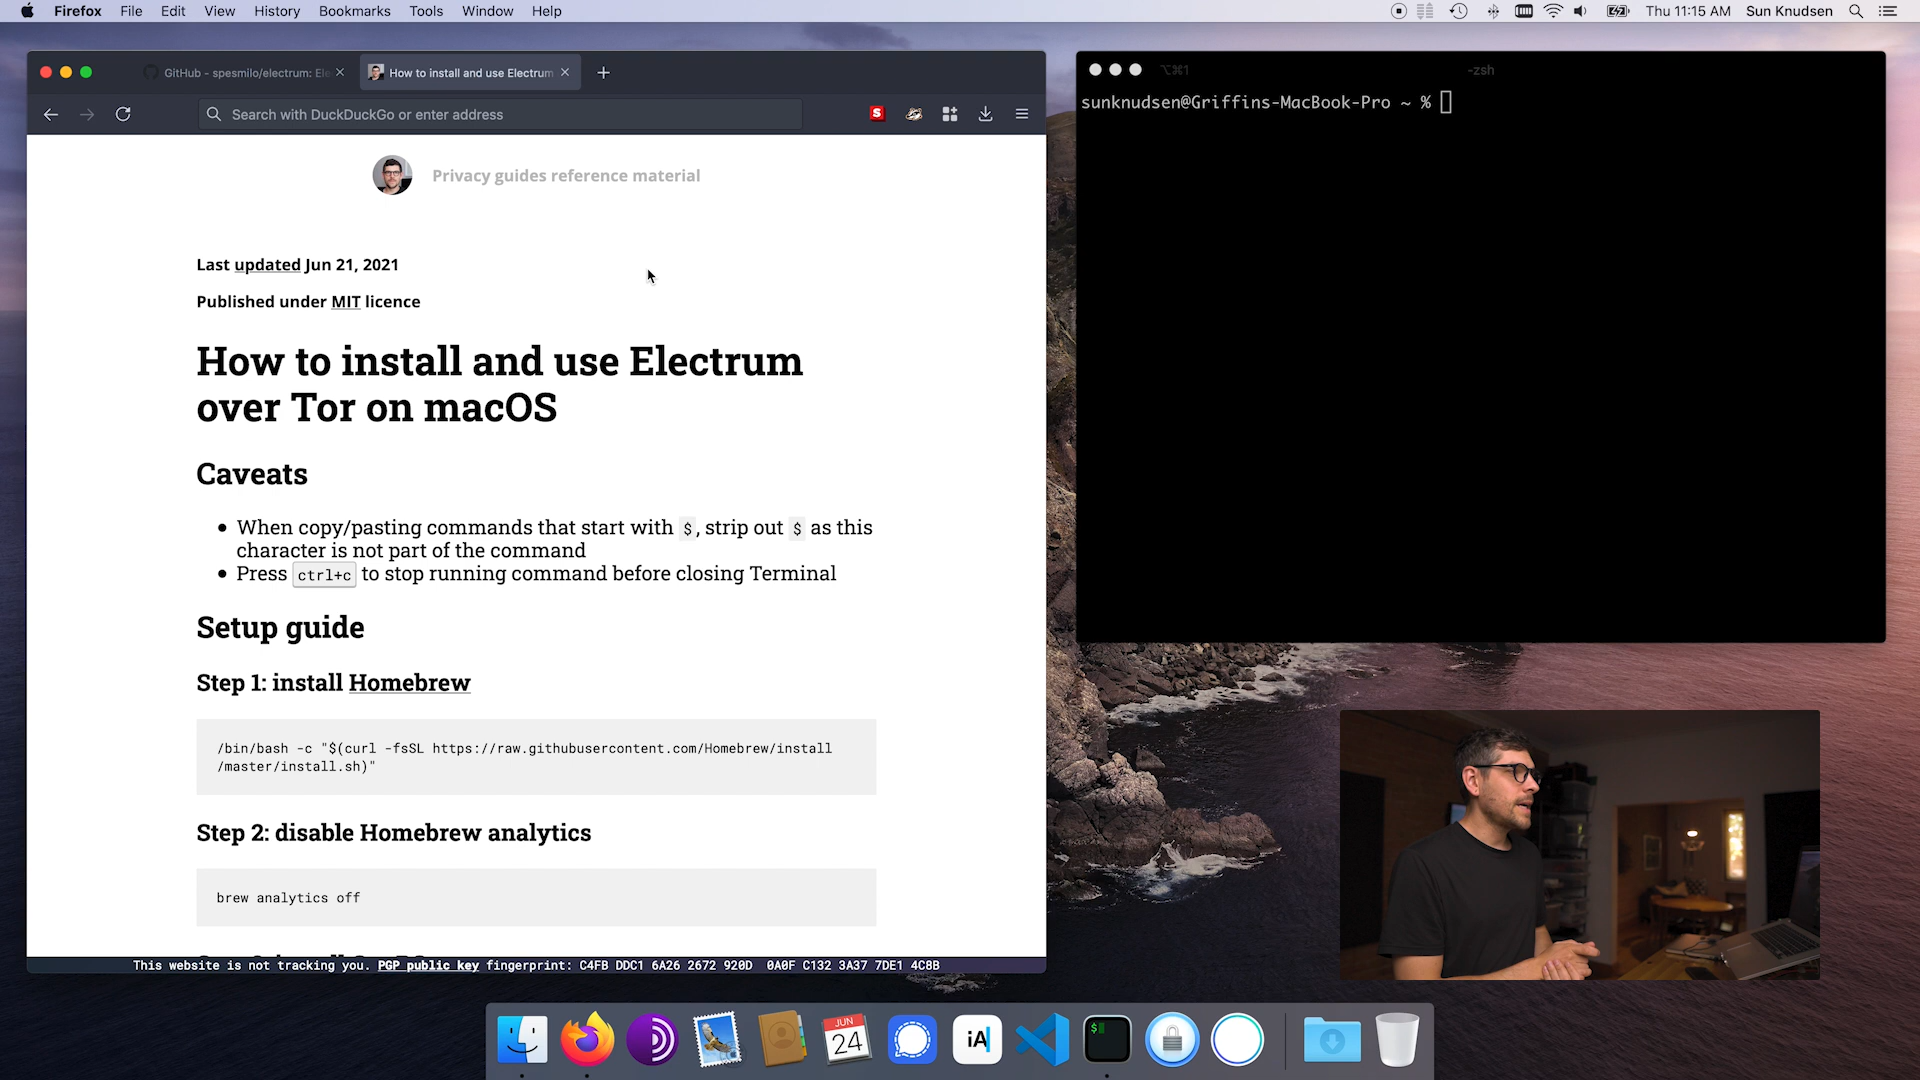 Firefox File Edit View History Bookmarks Tools Window Help
Thu 11:15 AM Sun Knudsen
GitHub - spesmilo/electrum: Ele
How to install and use Electrum
Search with DuckDuckGo or enter address
S
Privacy guides reference material
Last updated Jun 21, 2021
Published under MIT licence
How to install and use Electrum
over Tor on macOS
Caveats
• When copy/pasting commands that start with $, strip out $ as this
character is not part of the command
• Press ctrl+c to stop running command before closing Terminal
Setup guide
Step 1: install Homebrew
/bin/bash -c "$(curl -fsSL https://raw.githubusercontent.com/Homebrew/install
/master/install.sh)"
Step 2: disable Homebrew analytics
brew analytics off
This website is not tracking you. PGP public key fingerprint: C4FB DDC1 6A26 2672 920D 0A0F C132 3A37 7DE1 4C8B
⌥⌘1
-zsh
sunknudsen@Griffins-MacBook-Pro ~ %
JUN
24
iA
$